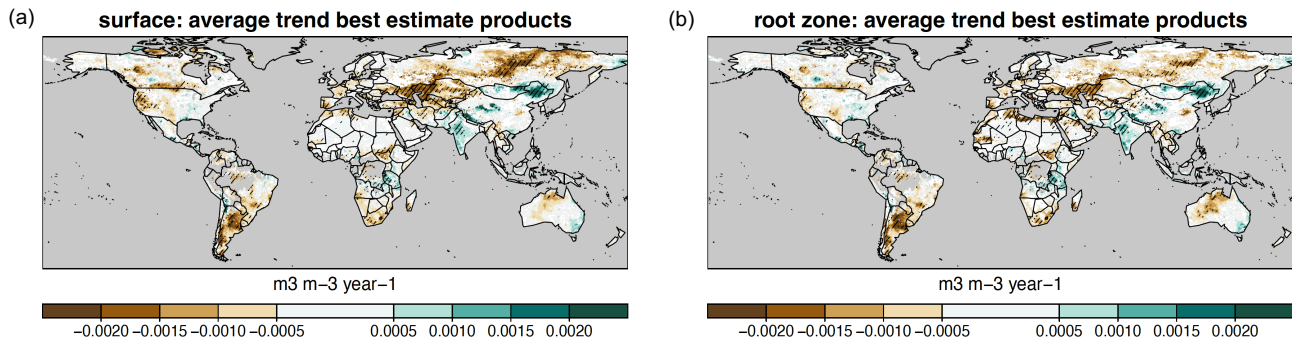 (a)
surface: average trend best estimate products
m3 m−3 year−1
−0.0020 −0.0015 −0.0010 −0.0005 0.0005 0.0010 0.0015 0.0020
(b)
root zone: average trend best estimate products
m3 m−3 year−1
−0.0020 −0.0015 −0.0010 −0.0005 0.0005 0.0010 0.0015 0.0020